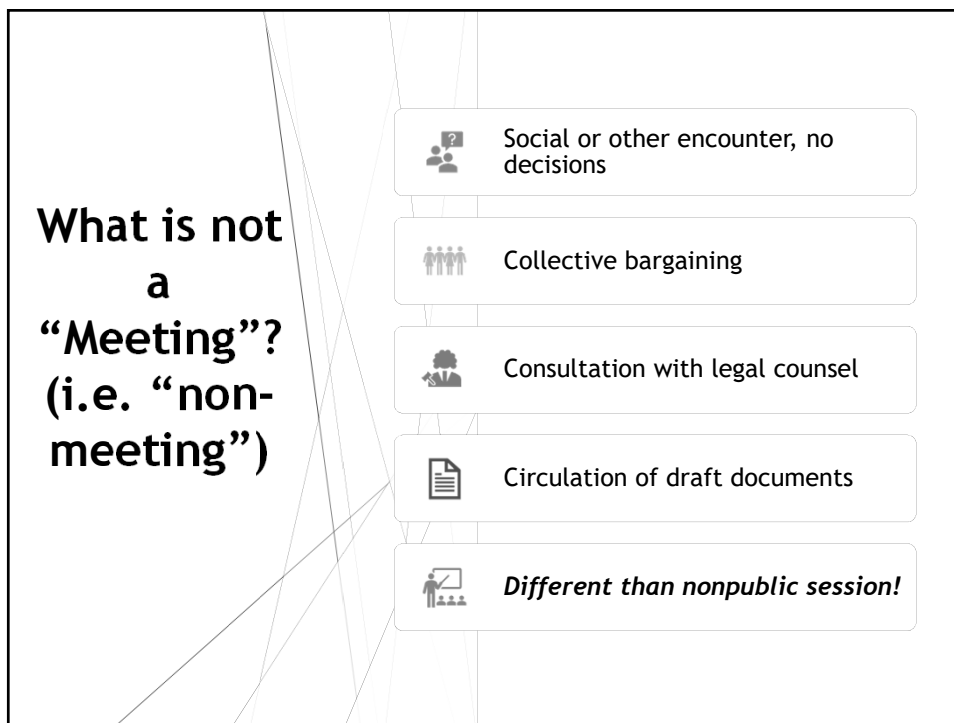 What is not
a
“Meeting”?
(i.e. “non-
meeting”)
?
Social or other encounter, no
decisions
Collective bargaining
Consultation with legal counsel
Circulation of draft documents
Different than nonpublic session!